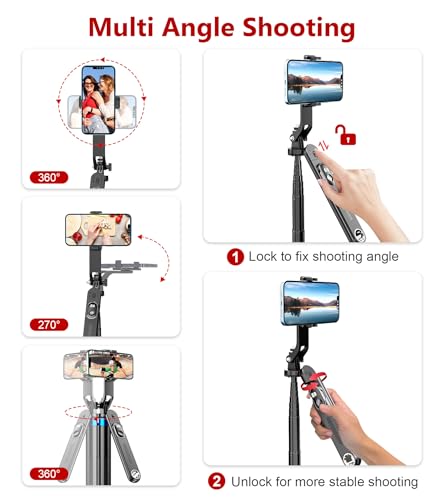 Multi Angle Shooting
360°
270°
360°
1 Lock to fix shooting angle
2 Unlock for more stable shooting